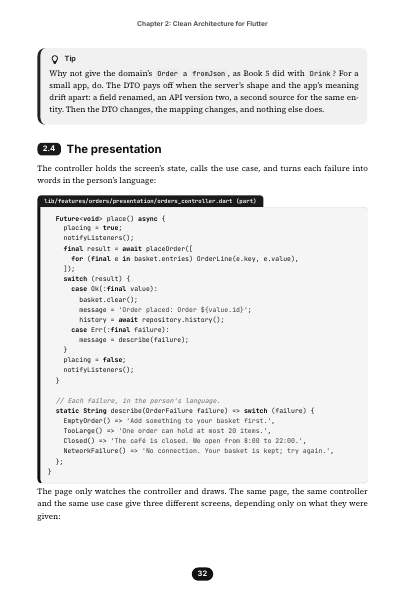 Chapter 2: Clean Architecture for Flutter
Tip
Why not give the domain's Order a fromJson, as Book 5 did with Drink? For a
small app, do. The DTO pays off when the server's shape and the app's meaning
drift apart: a field renamed, an API version two, a second source for the same en-
tity. Then the DTO changes, the mapping changes, and nothing else does.
2.4 The presentation
The controller holds the screen's state, calls the use case, and turns each failure into
words in the person's language:
lib/features/orders/presentation/orders_controller.dart (part)
  Future<void> place() async {
    placing = true;
    notifyListeners();
    final result = await placeOrder([
      for (final e in basket.entries) OrderLine(e.key, e.value),
    ]);
    switch (result) {
      case Ok(:final value):
        basket.clear();
        message = 'Order placed: Order ${value.id}';
        history = await repository.history();
      case Err(:final failure):
        message = describe(failure);
    }
    placing = false;
    notifyListeners();
  }
  // Each failure, in the person's language.
  static String describe(OrderFailure failure) => switch (failure) {
    EmptyOrder() => 'Add something to your basket first.',
    TooLarge() => 'One order can hold at most 20 items.',
    Closed() => 'The café is closed. We open from 8:00 to 22:00.',
    NetworkFailure() => 'No connection. Your basket is kept; try again.',
  };
}
The page only watches the controller and draws. The same page, the same controller
and the same use case give three different screens, depending only on what they were
given:
32